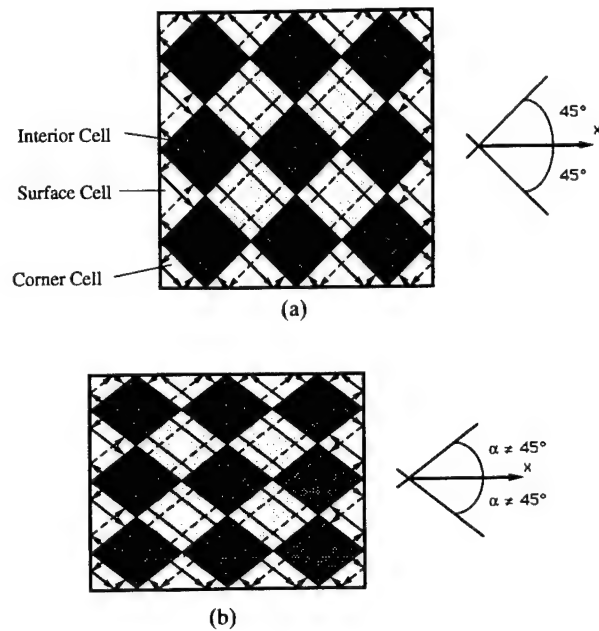 45°
x
45°
Interior Cell
Surface Cell
Corner Cell
(a)
α ≠ 45°
x
α ≠ 45°
(b)